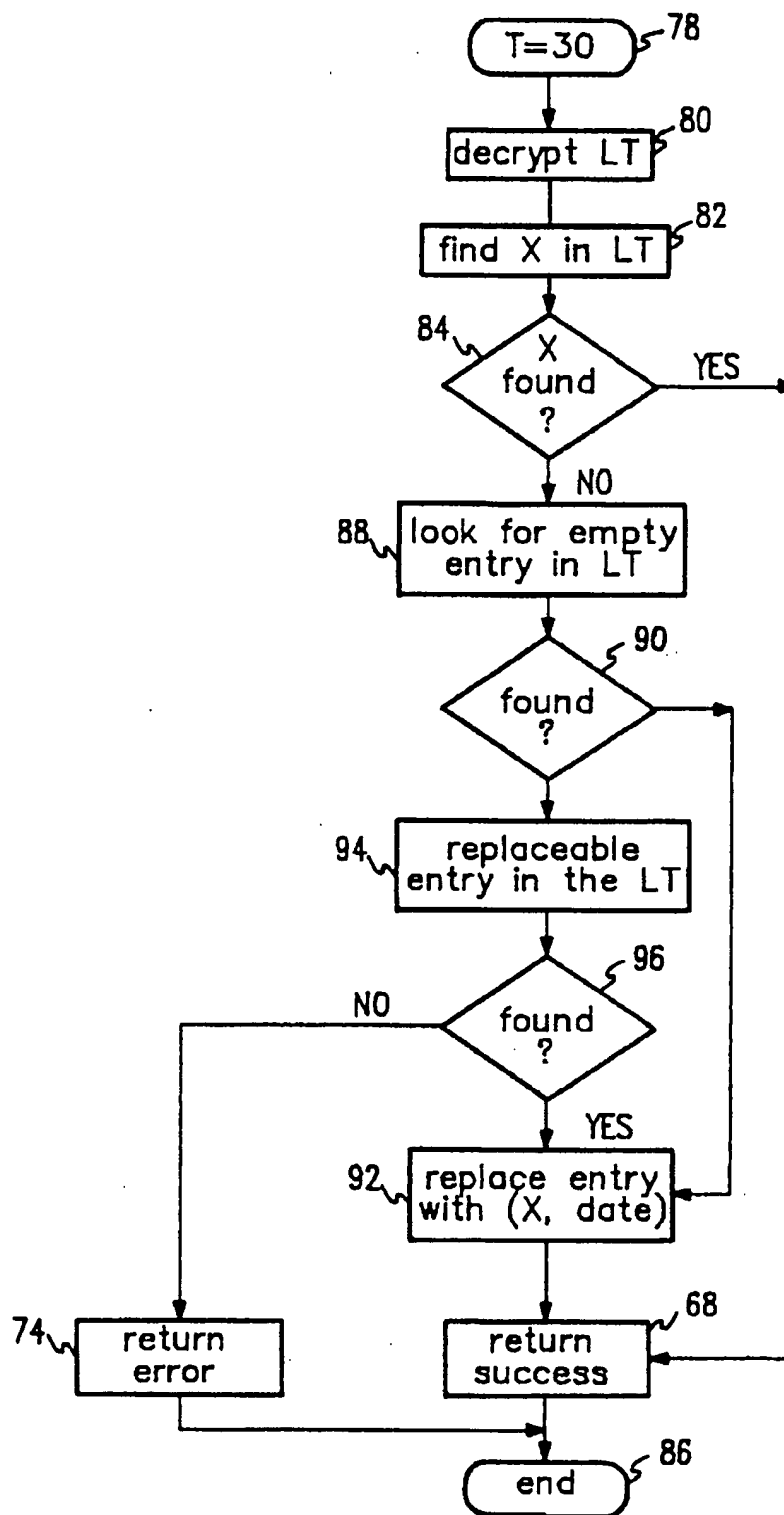 T=30
78
decrypt LT
80
find X in LT
82
84
X
found
?
YES
NO
88
look for empty
entry in LT
90
found
?
94
replaceable
entry in the LT
96
NO
found
?
YES
92
replace entry
with (X, date)
74
return
error
68
return
success
end
86